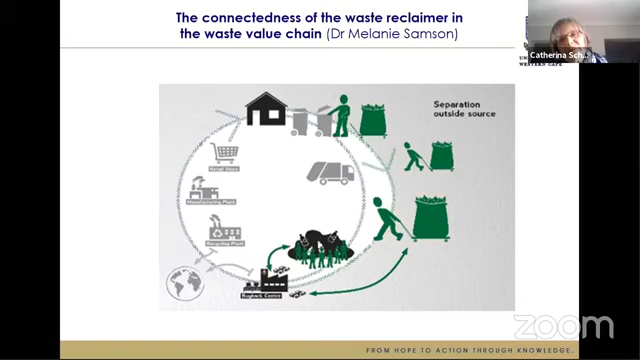 The connectedness of the waste reclaimer in
the waste value chain (Dr Melanie Samson)
Catherina Sch...
WESTERN CAPE
Separation
outside source
Retail Store
Manufacturing Plant
Recycling Plant
Buyback Centre
zoom
FROM HOPE TO ACTION THROUGH KNOWLEDGE.